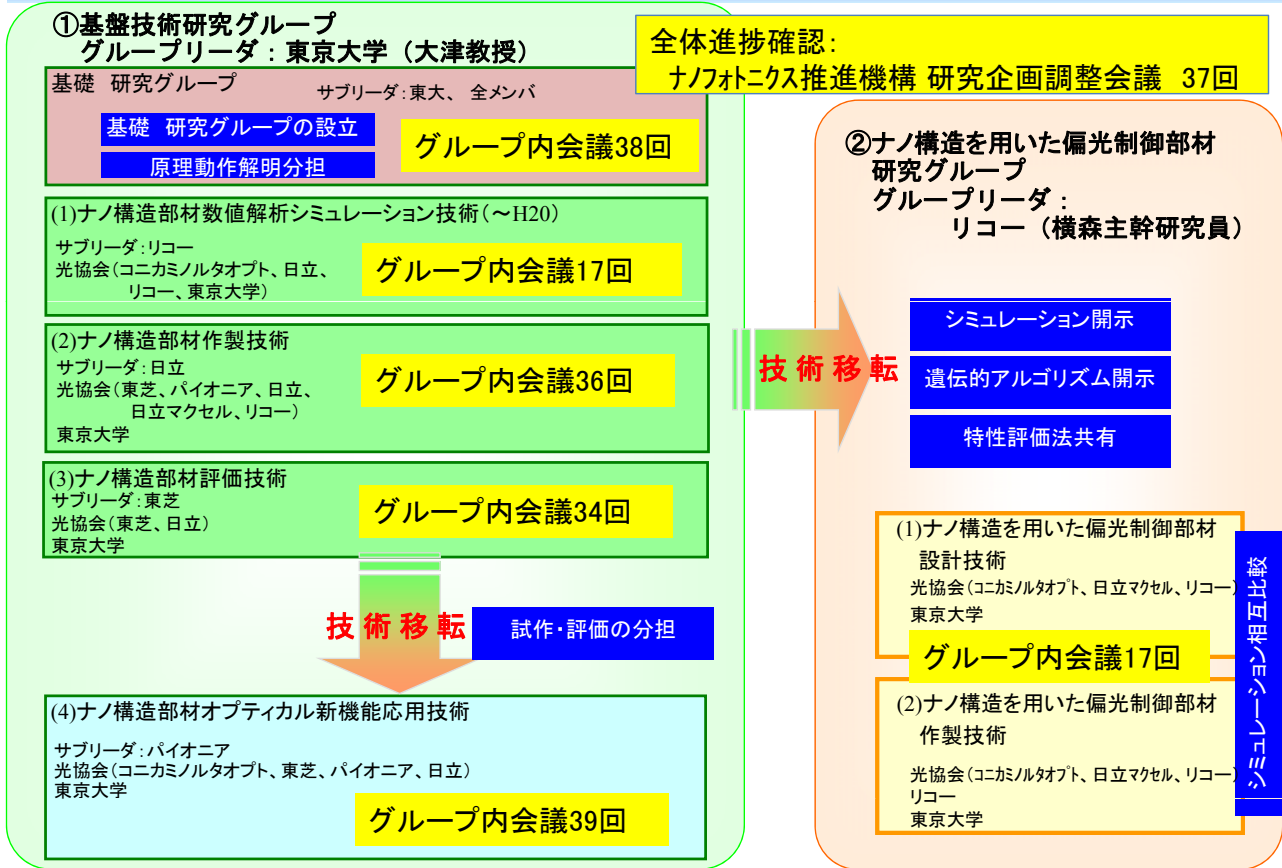 ①基盤技術研究グループ
グループリーダ：東京大学（大津教授）
全体進捗確認：
ナノフォトニクス推進機構 研究企画調整会議 37回
基礎 研究グループ
サブリーダ：東大、 全メンバ
基礎 研究グループの設立
原理動作解明分担
グループ内会議38回
(1)ナノ構造部材数値解析シミュレーション技術（～H20）
サブリーダ：リコー
光協会（コニカミノルタオプト、日立、
リコー、東京大学）
グループ内会議17回
(2)ナノ構造部材作製技術
サブリーダ：日立
光協会（東芝、パイオニア、日立、
日立マクセル、リコー）
東京大学
グループ内会議36回
(3)ナノ構造部材評価技術
サブリーダ：東芝
光協会（東芝、日立）
東京大学
グループ内会議34回
技術移転
試作・評価の分担
(4)ナノ構造部材オプティカル新機能応用技術
サブリーダ：パイオニア
光協会（コニカミノルタオプト、東芝、パイオニア、日立）
東京大学
グループ内会議39回
技術移転
②ナノ構造を用いた偏光制御部材
研究グループ
グループリーダ：
リコー（横森主幹研究員）
シミュレーション開示
遺伝的アルゴリズム開示
特性評価法共有
(1)ナノ構造を用いた偏光制御部材
設計技術
光協会（コニカミノルタオプト、日立マクセル、リコー）
東京大学
グループ内会議17回
(2)ナノ構造を用いた偏光制御部材
作製技術
光協会（コニカミノルタオプト、日立マクセル、リコー）
リコー
東京大学
シミュレーション相互比較